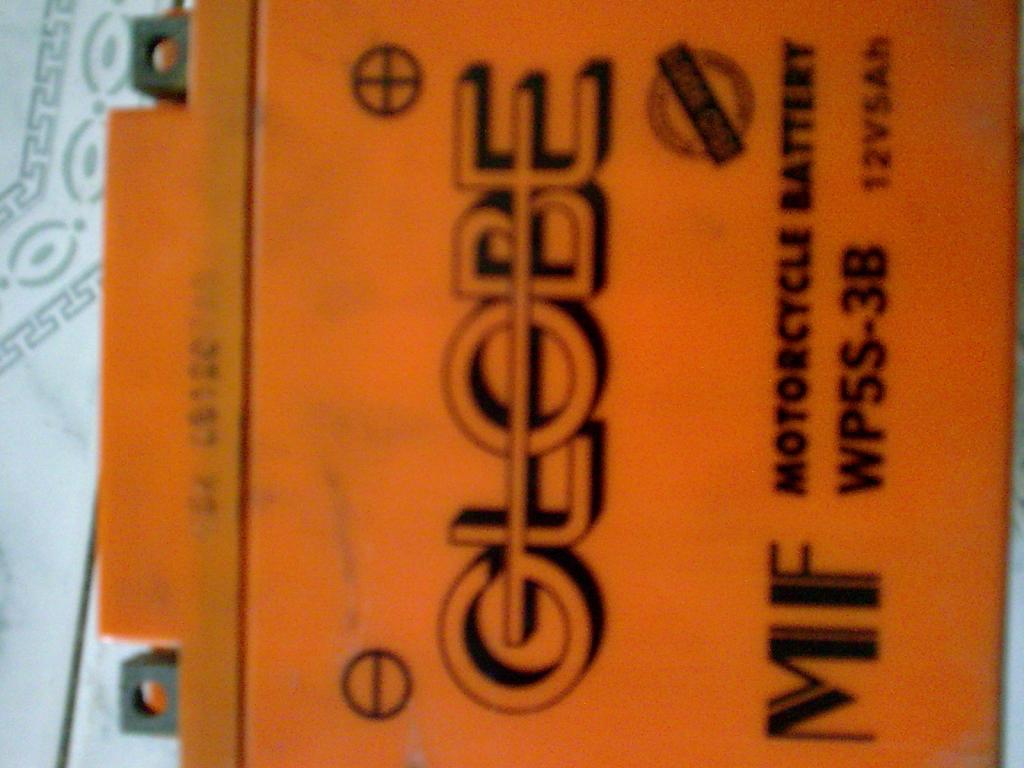 GLOBE
MF MOTORCYCLE BATTERY
WP5S-3B 12V5Ah